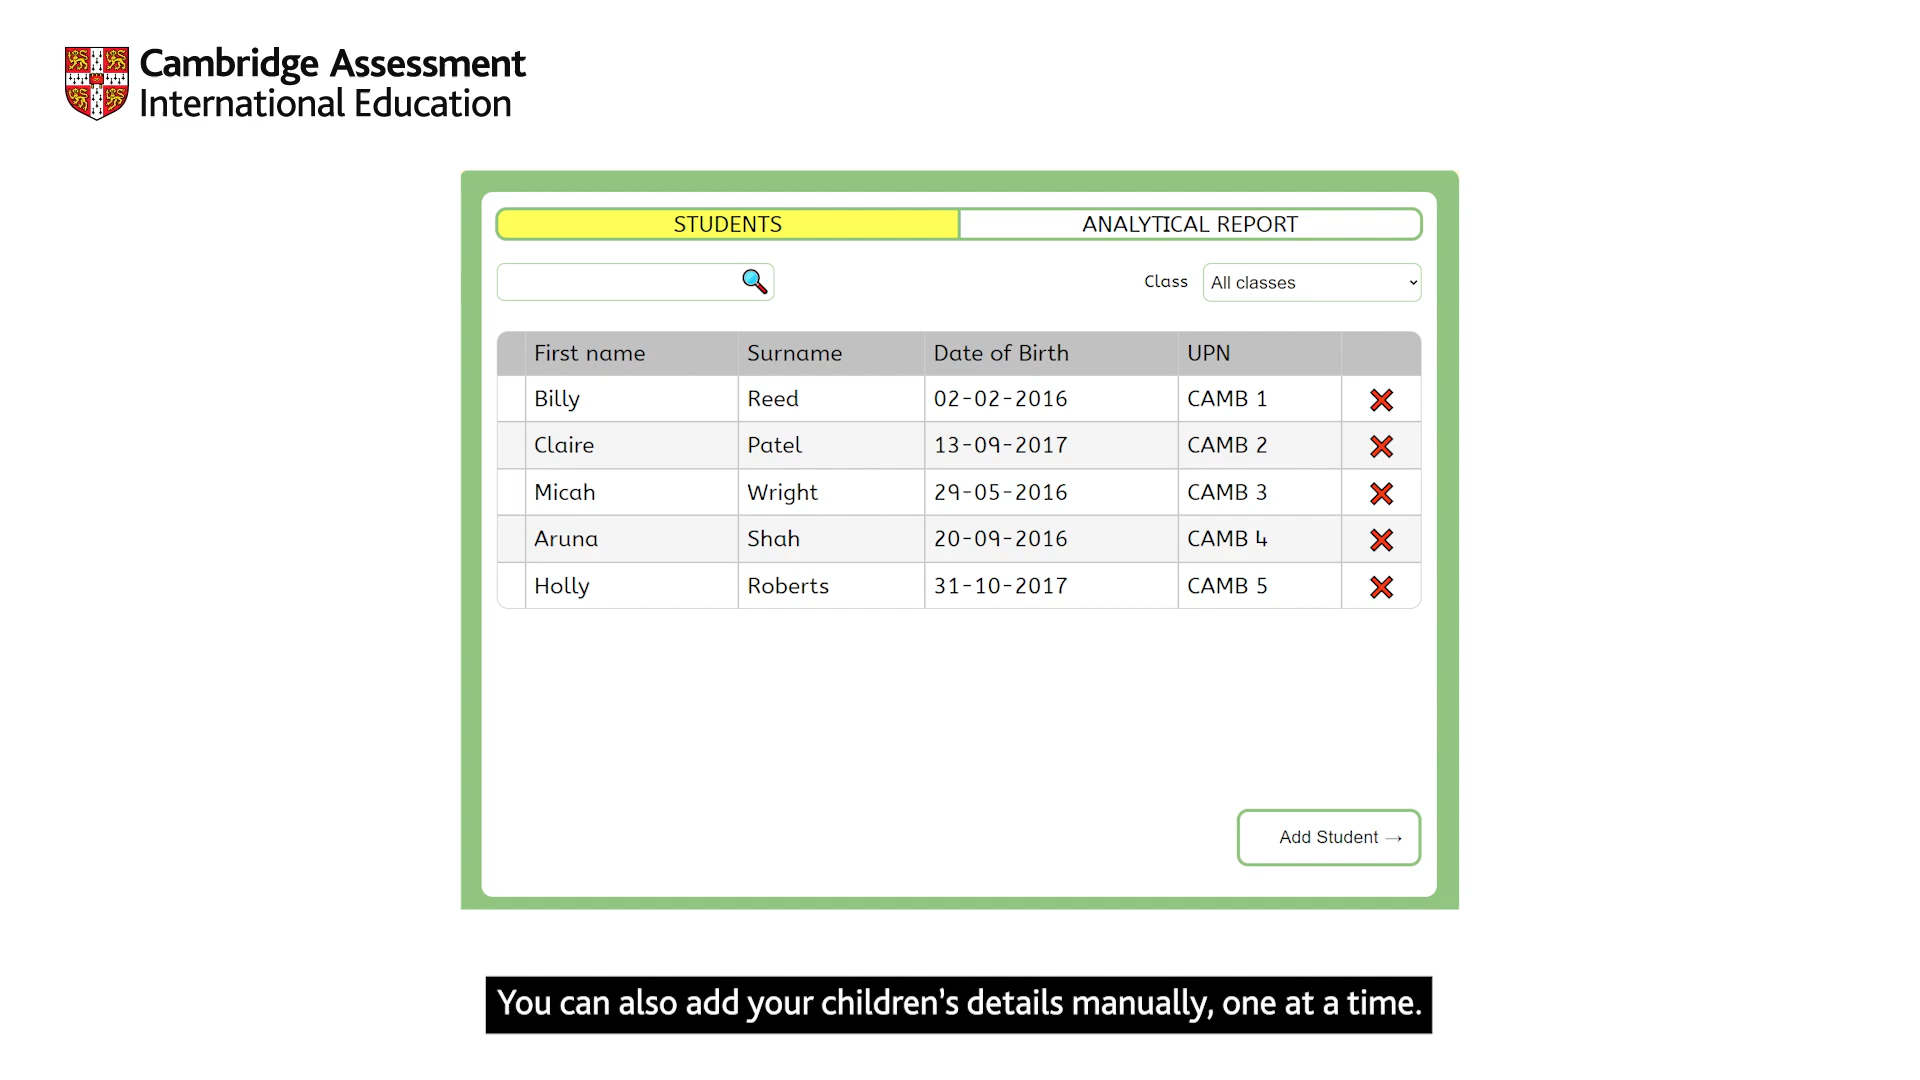 Cambridge Assessment
International Education
STUDENTS ANALYTICAL REPORT
Class All classes
First name Surname Date of Birth UPN
Billy Reed 02-02-2016 CAMB 1
Claire Patel 13-09-2017 CAMB 2
Micah Wright 29-05-2016 CAMB 3
Aruna Shah 20-09-2016 CAMB 4
Holly Roberts 31-10-2017 CAMB 5
Add Student →
You can also add your children's details manually, one at a time.